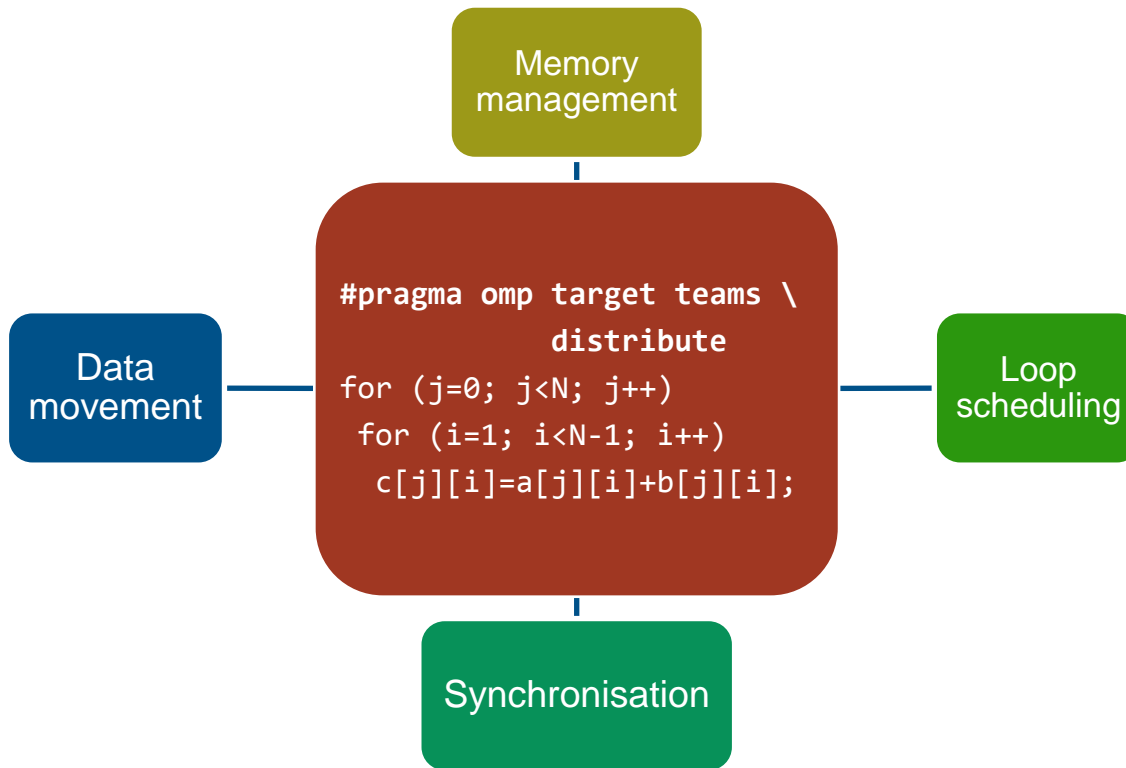 Memory
management
#pragma omp target teams \
distribute
for (j=0; j<N; j++)
for (i=1; i<N-1; i++)
c[j][i]=a[j][i]+b[j][i];
Data
movement
Loop
scheduling
Synchronisation